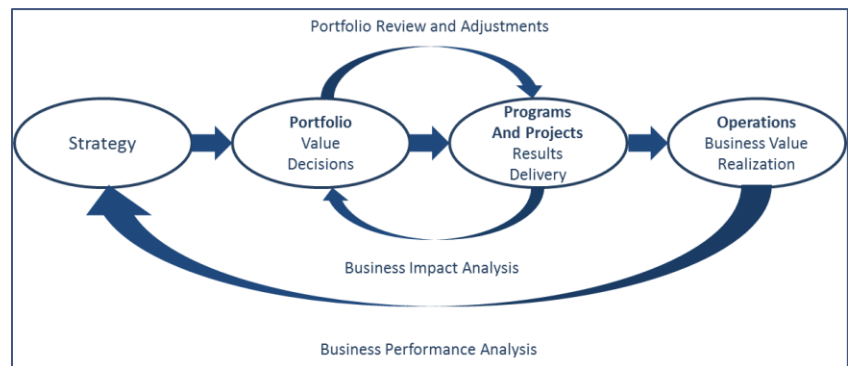 Portfolio Review and Adjustments
Strategy
Portfolio
Value
Decisions
Programs
And Projects
Results
Delivery
Operations
Business Value
Realization
Business Impact Analysis
Business Performance Analysis